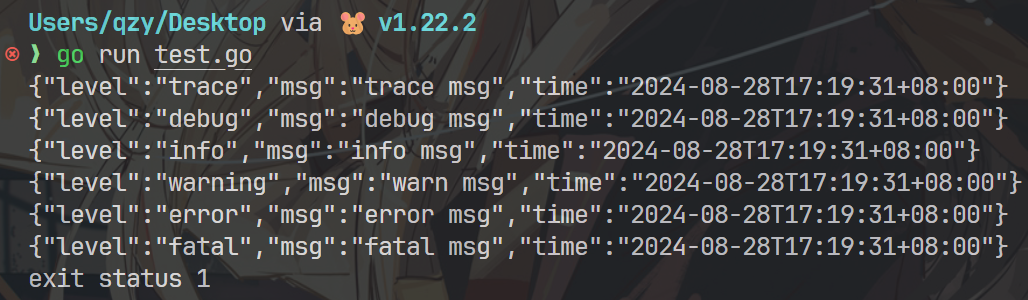 Users/qzy/Desktop via 🐹 v1.22.2
❱ go run test.go
{"level":"trace","msg":"trace msg","time":"2024-08-28T17:19:31+08:00"}
{"level":"debug","msg":"debug msg","time":"2024-08-28T17:19:31+08:00"}
{"level":"info","msg":"info msg","time":"2024-08-28T17:19:31+08:00"}
{"level":"warning","msg":"warn msg","time":"2024-08-28T17:19:31+08:00"}
{"level":"error","msg":"error msg","time":"2024-08-28T17:19:31+08:00"}
{"level":"fatal","msg":"fatal msg","time":"2024-08-28T17:19:31+08:00"}
exit status 1